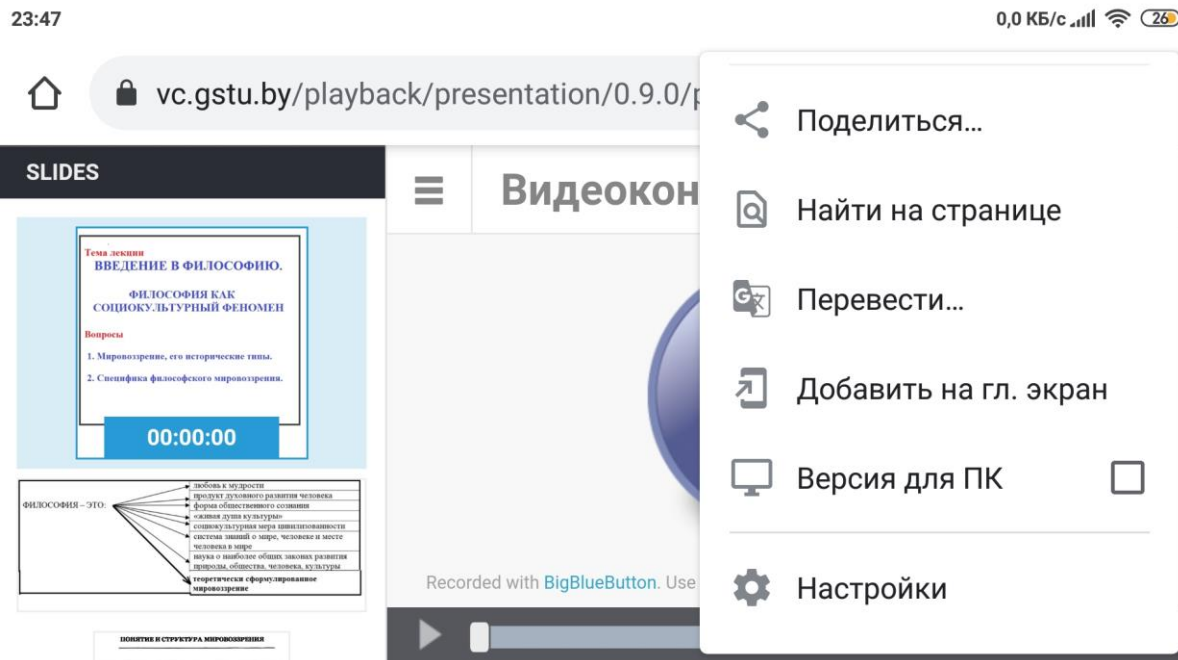 23:47
0,0 КБ/с
26
vc.gstu.by/playback/presentation/0.9.0/p
SLIDES
Тема лекции
ВВЕДЕНИЕ В ФИЛОСОФИЮ.
ФИЛОСОФИЯ КАК
СОЦИОКУЛЬТУРНЫЙ ФЕНОМЕН
Вопросы
1. Мировоззрение, его исторические типы.
2. Специфика философского мировоззрения.
00:00:00
ФИЛОСОФИЯ – ЭТО:
любовь к мудрости
продукт духовного развития человека
форма общественного сознания
«живая душа культуры»
социокультурная мера цивилизованности
система знаний о мире, человеке и месте
человека в мире
наука о наиболее общих законах развития
природы, общества, человека, культуры
теоретически сформулированное
мировоззрение
ПОНЯТИЕ И СТРУКТУРА МИРОВОЗЗРЕНИЯ
Видеокон
Recorded with BigBlueButton. Use
Поделиться...
Найти на странице
Перевести...
Добавить на гл. экран
Версия для ПК
Настройки